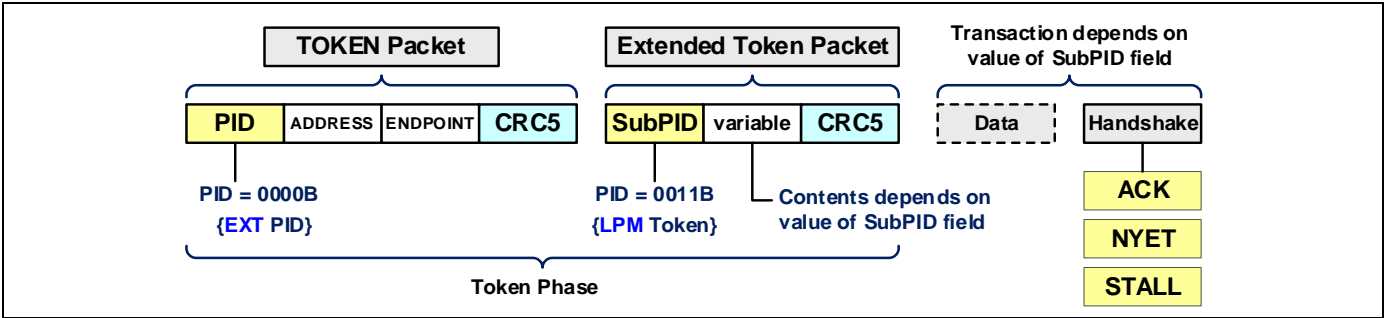 TOKEN Packet
Extended Token Packet
Transaction depends on
value of SubPID field
PID ADDRESS ENDPOINT CRC5
SubPID variable CRC5
Data
Handshake
PID = 0000B
{EXT PID}
PID = 0011B
{LPM Token}
Contents depends on
value of SubPID field
ACK
NYET
STALL
Token Phase